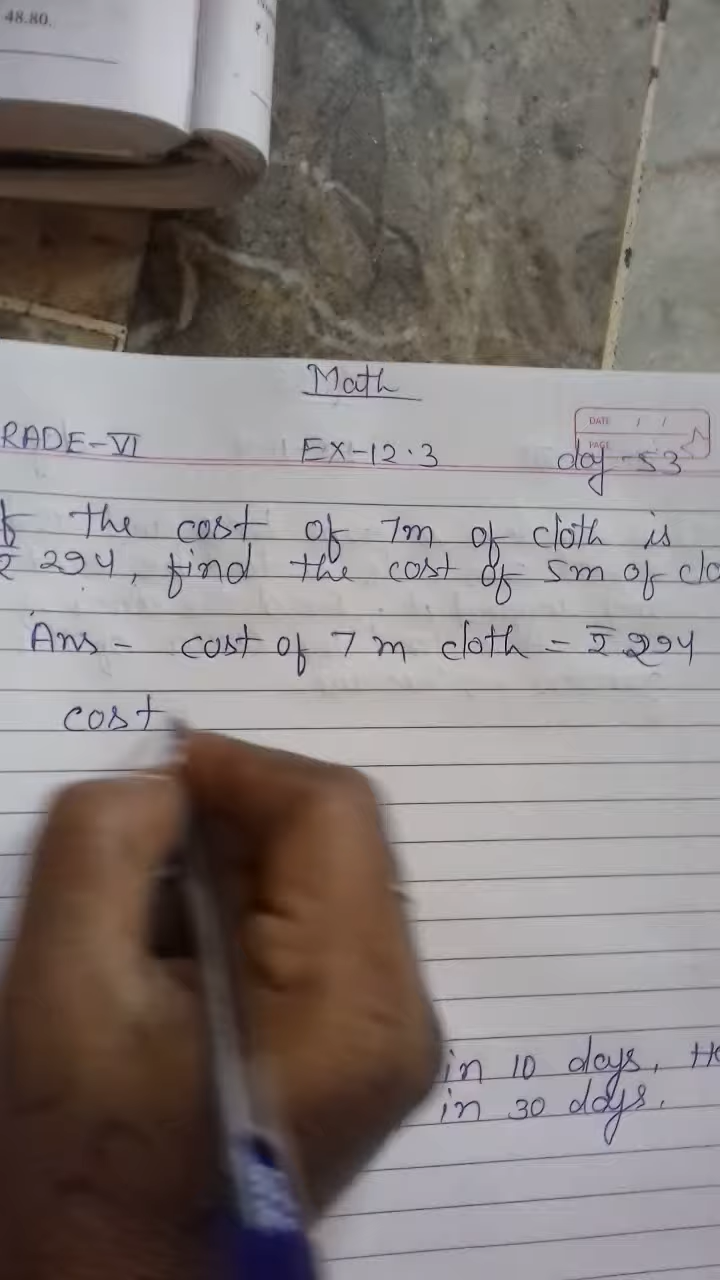 48.80.
Math
RADE-VI EX-12.3 day-53
DATE / /
PAGE
If the cost of 7m of cloth is
₹ 294, find the cost of 5m of clo
Ans - cost of 7 m cloth = ₹ 294
cost
in 10 days. Ho
in 30 days.